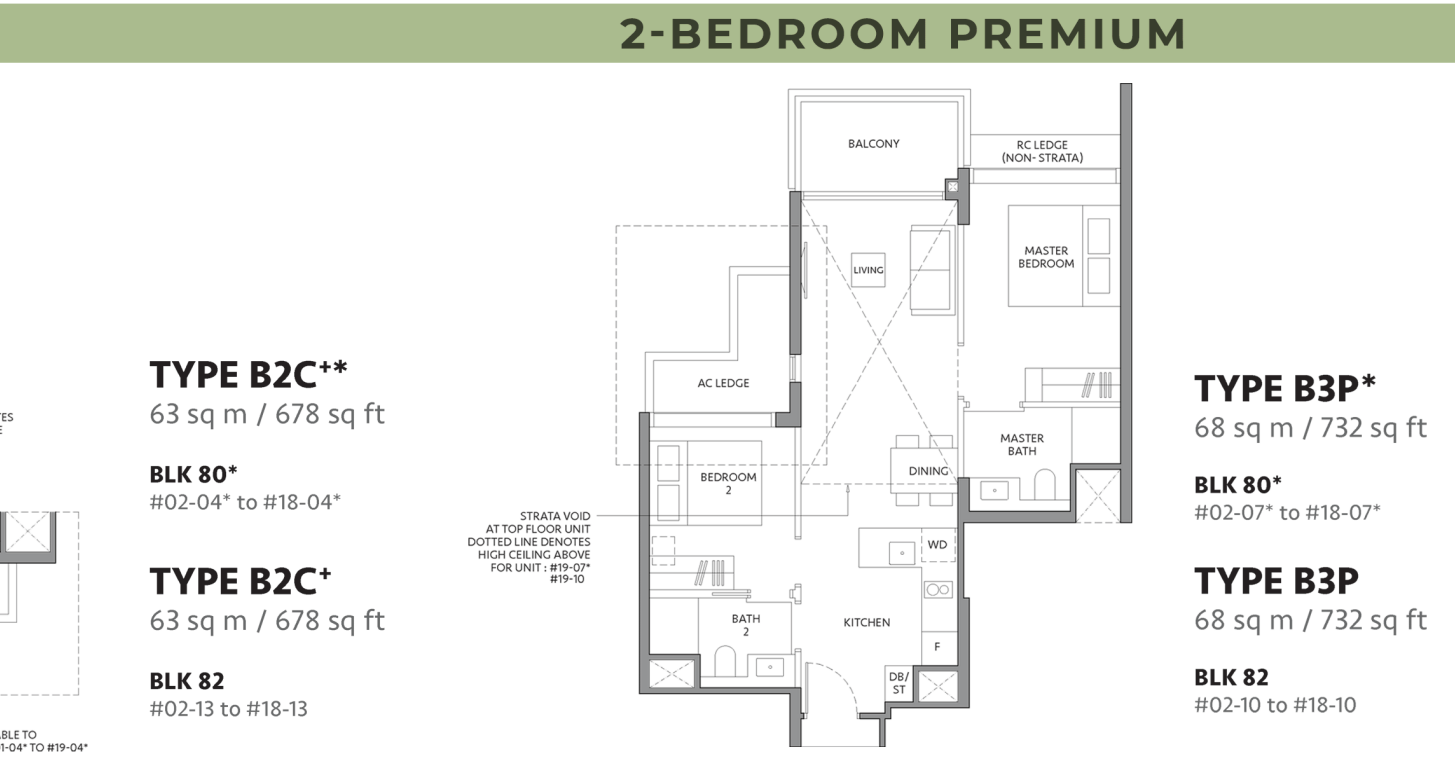 2-BEDROOM PREMIUM
TYPE B2C⁺*
63 sq m / 678 sq ft
BLK 80*
#02-04* to #18-04*
TYPE B2C⁺
63 sq m / 678 sq ft
BLK 82
#02-13 to #18-13
TO #19-04*
BALCONY
RC LEDGE
(NON- STRATA)
MASTER
BEDROOM
LIVING
AC LEDGE
MASTER
BATH
DINING
BEDROOM
2
STRATA VOID
AT TOP FLOOR UNIT
DOTTED LINE DENOTES
HIGH CEILING ABOVE
FOR UNIT : #19-07*
#19-10
WD
BATH
2
KITCHEN
F
DB/
ST
TYPE B3P*
68 sq m / 732 sq ft
BLK 80*
#02-07* to #18-07*
TYPE B3P
68 sq m / 732 sq ft
BLK 82
#02-10 to #18-10